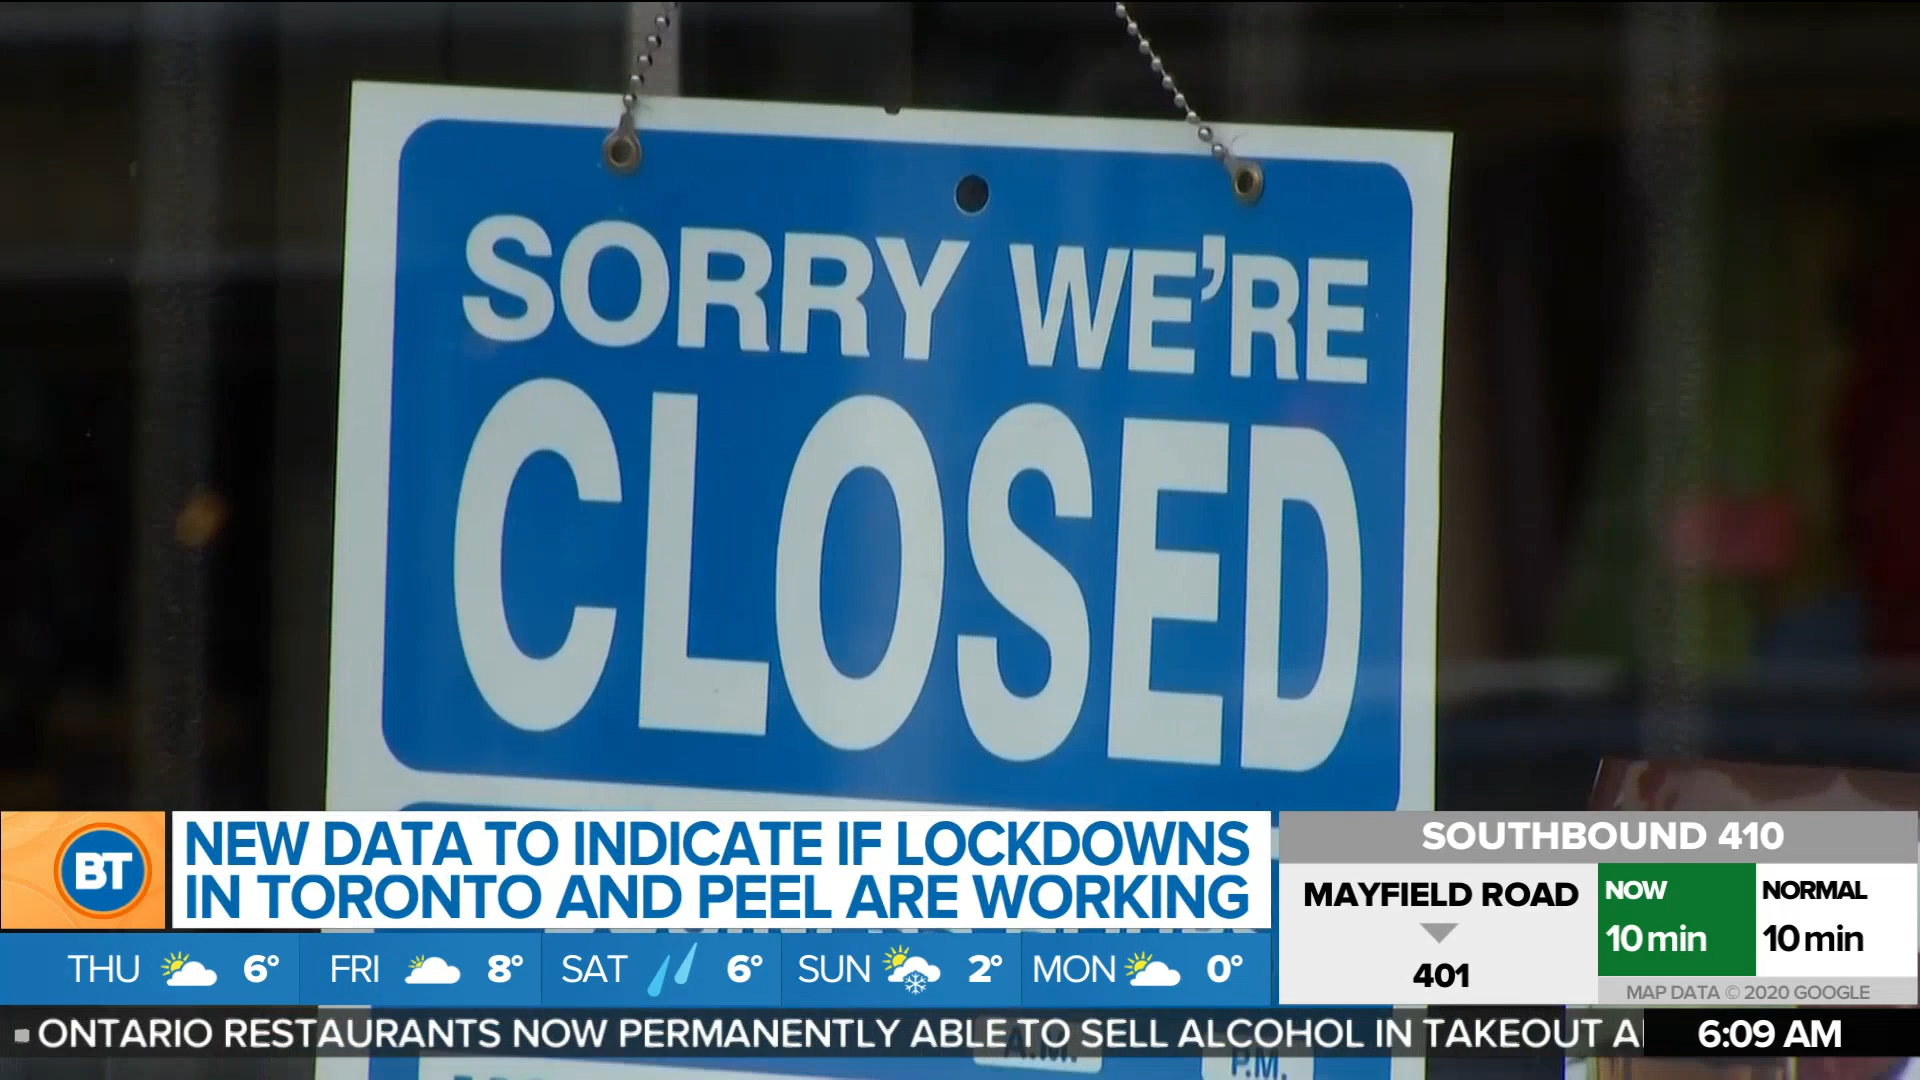 SORRY WE'RE
CLOSED
BT
NEW DATA TO INDICATE IF LOCKDOWNS
IN TORONTO AND PEEL ARE WORKING
SOUTHBOUND 410
MAYFIELD ROAD
401
NOW
10 min
NORMAL
10 min
MAP DATA © 2020 GOOGLE
THU 6° FRI 8° SAT 6° SUN 2° MON 0°
ONTARIO RESTAURANTS NOW PERMANENTLY ABLE TO SELL ALCOHOL IN TAKEOUT
6:09 AM
A.M.
P.M.